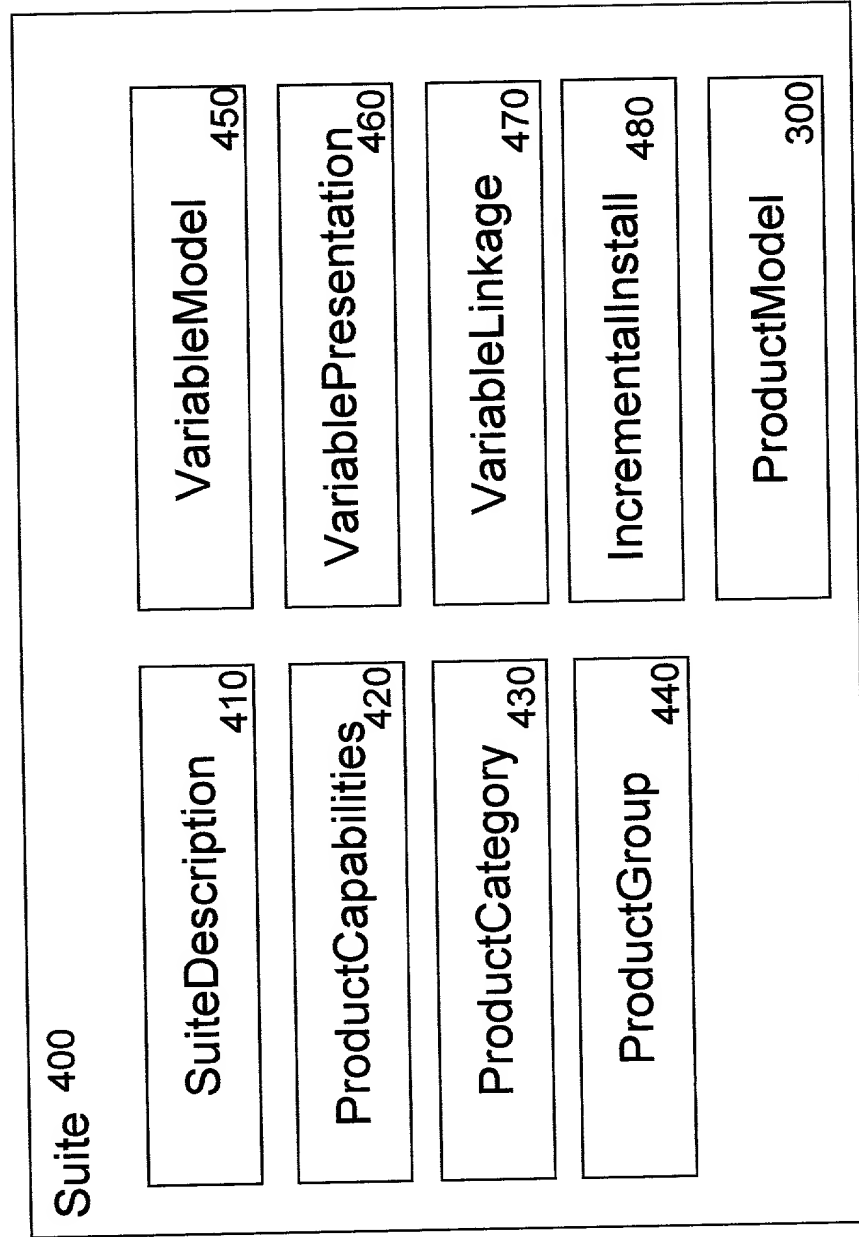 Suite 400
SuiteDescription
410
ProductCapabilities
420
ProductCategory
430
ProductGroup
440
VariableModel
450
VariablePresentation
460
VariableLinkage
470
IncrementalInstall
480
ProductModel
300